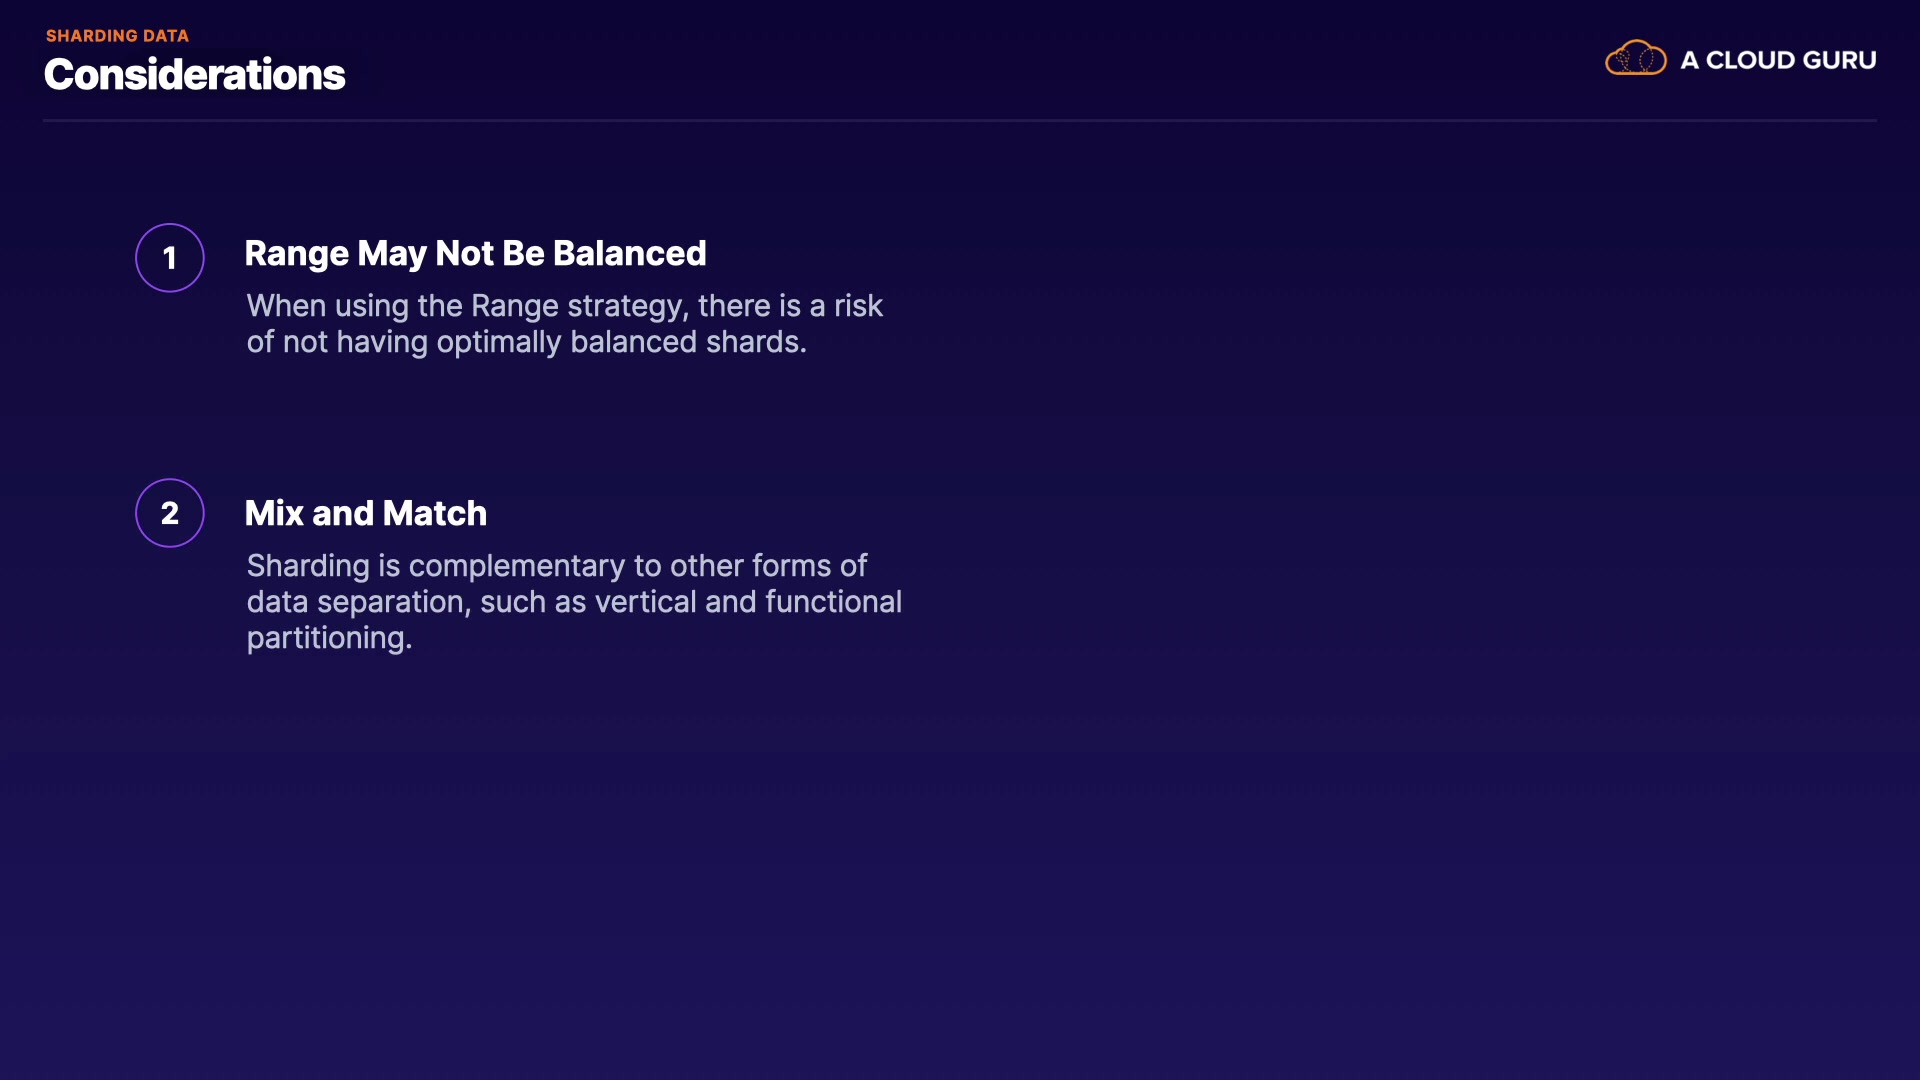 SHARDING DATA
Considerations
A CLOUD GURU
1
Range May Not Be Balanced
When using the Range strategy, there is a risk
of not having optimally balanced shards.
2
Mix and Match
Sharding is complementary to other forms of
data separation, such as vertical and functional
partitioning.